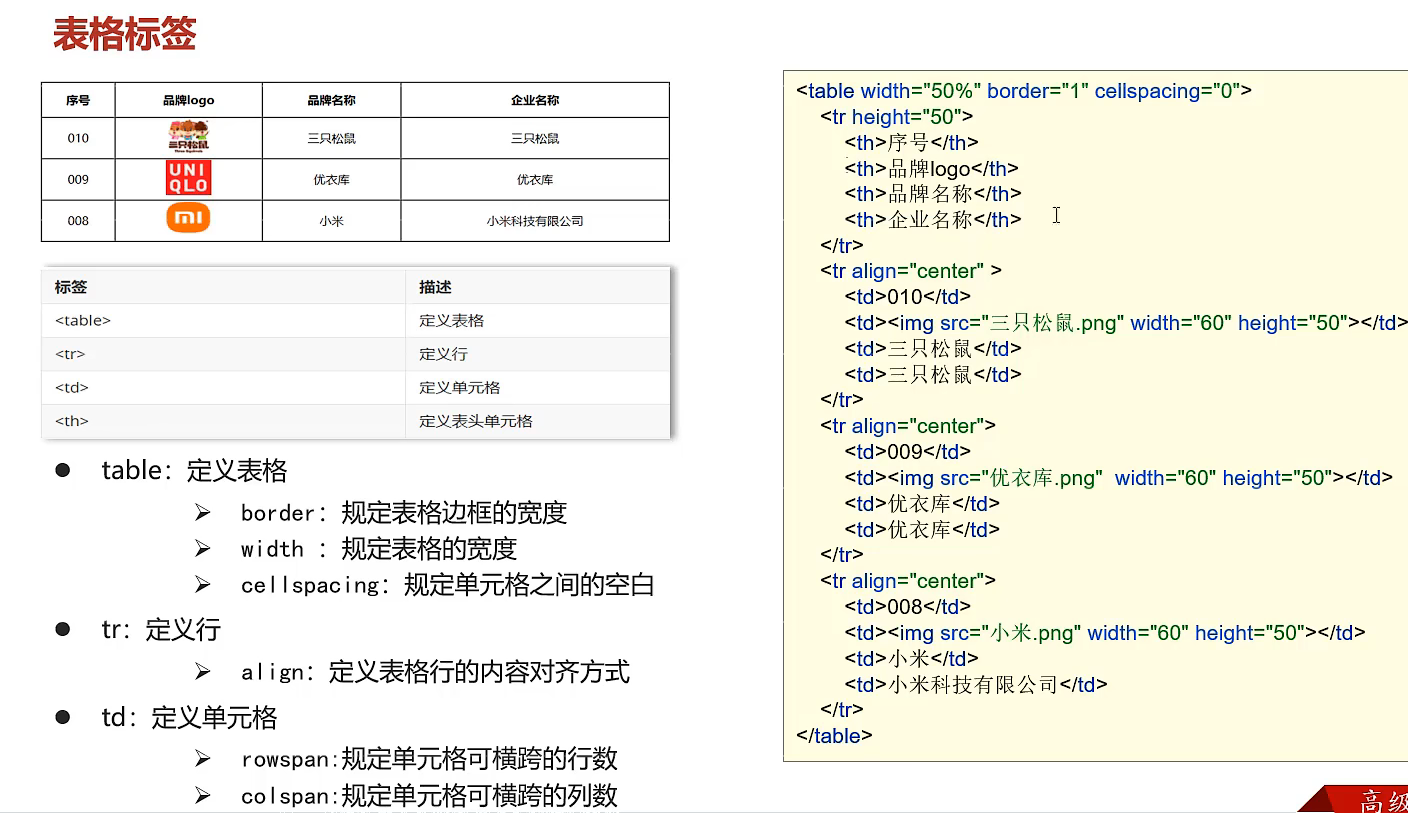 表格标签
序号 品牌logo 品牌名称 企业名称
010 三只松鼠 三只松鼠 三只松鼠
009 UNI QLO 优衣库 优衣库
008 mi 小米 小米科技有限公司
标签 描述
<table> 定义表格
<tr> 定义行
<td> 定义单元格
<th> 定义表头单元格
● table：定义表格
➢ border：规定表格边框的宽度
➢ width ：规定表格的宽度
➢ cellspacing：规定单元格之间的空白
● tr：定义行
➢ align：定义表格行的内容对齐方式
● td：定义单元格
➢ rowspan:规定单元格可横跨的行数
➢ colspan:规定单元格可横跨的列数
<table width="50%" border="1" cellspacing="0">
<tr height="50">
<th>序号</th>
<th>品牌logo</th>
<th>品牌名称</th>
<th>企业名称</th>
</tr>
<tr align="center" >
<td>010</td>
<td><img src="三只松鼠.png" width="60" height="50"></td>
<td>三只松鼠</td>
<td>三只松鼠</td>
</tr>
<tr align="center">
<td>009</td>
<td><img src="优衣库.png"  width="60" height="50"></td>
<td>优衣库</td>
<td>优衣库</td>
</tr>
<tr align="center">
<td>008</td>
<td><img src="小米.png" width="60" height="50"></td>
<td>小米</td>
<td>小米科技有限公司</td>
</tr>
</table>
高级